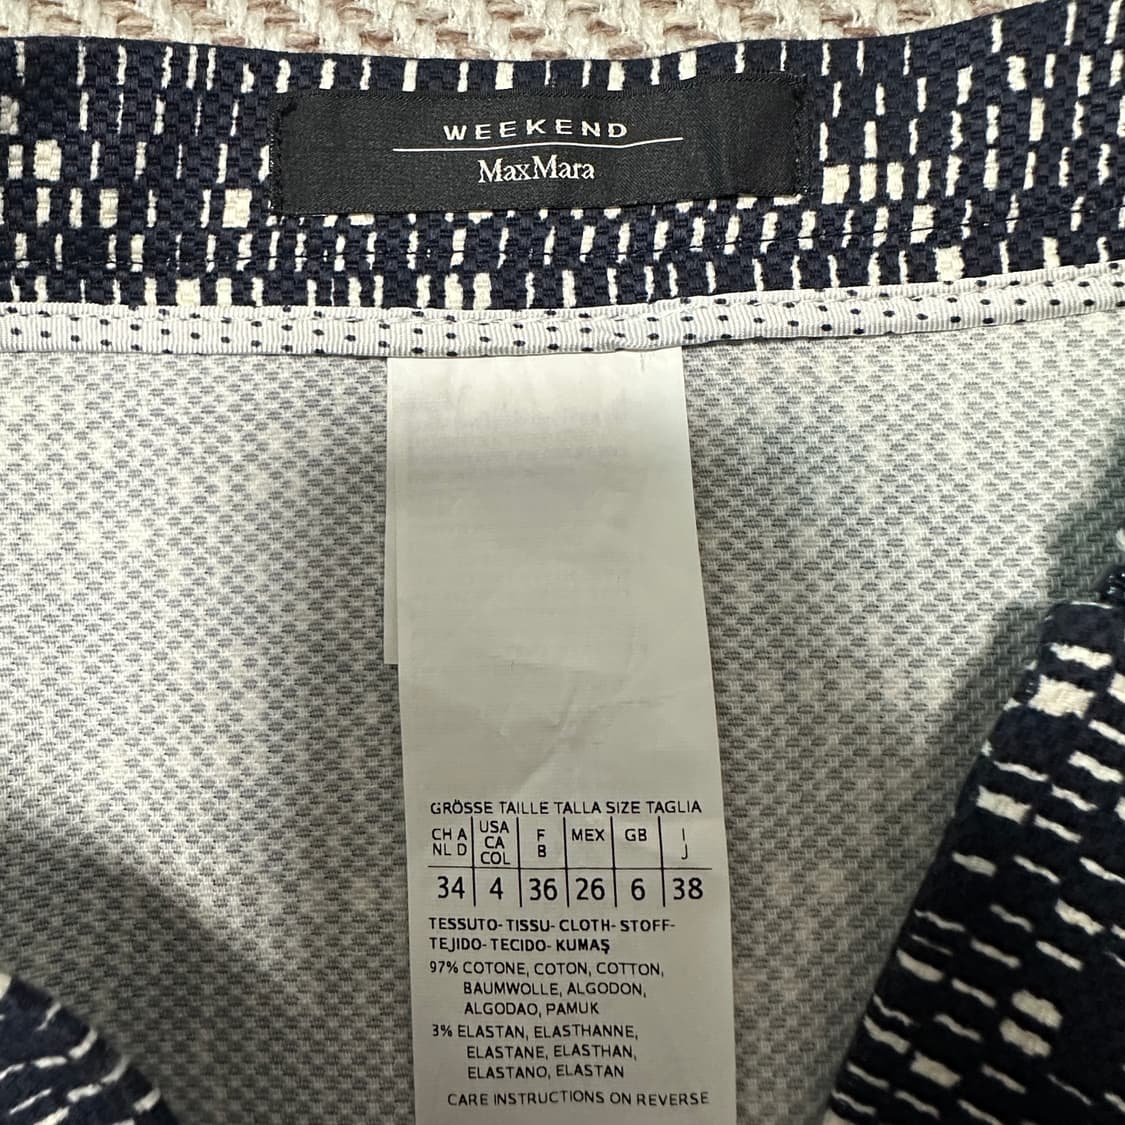 WEEKEND
MaxMara
GRÖSSE TAILLE TALLA SIZE TAGLIA
CH A USA F MEX GB I
NL D CA B J
COL
34 4 36 26 6 38
TESSUTO-TISSU-CLOTH-STOFF-
TEJIDO-TECIDO-KUMAŞ
97% COTONE, COTON, COTTON,
BAUMWOLLE, ALGODON,
ALGODAO, PAMUK
3% ELASTAN, ELASTHANNE,
ELASTANE, ELASTHAN,
ELASTANO, ELASTAN
CARE INSTRUCTIONS ON REVERSE